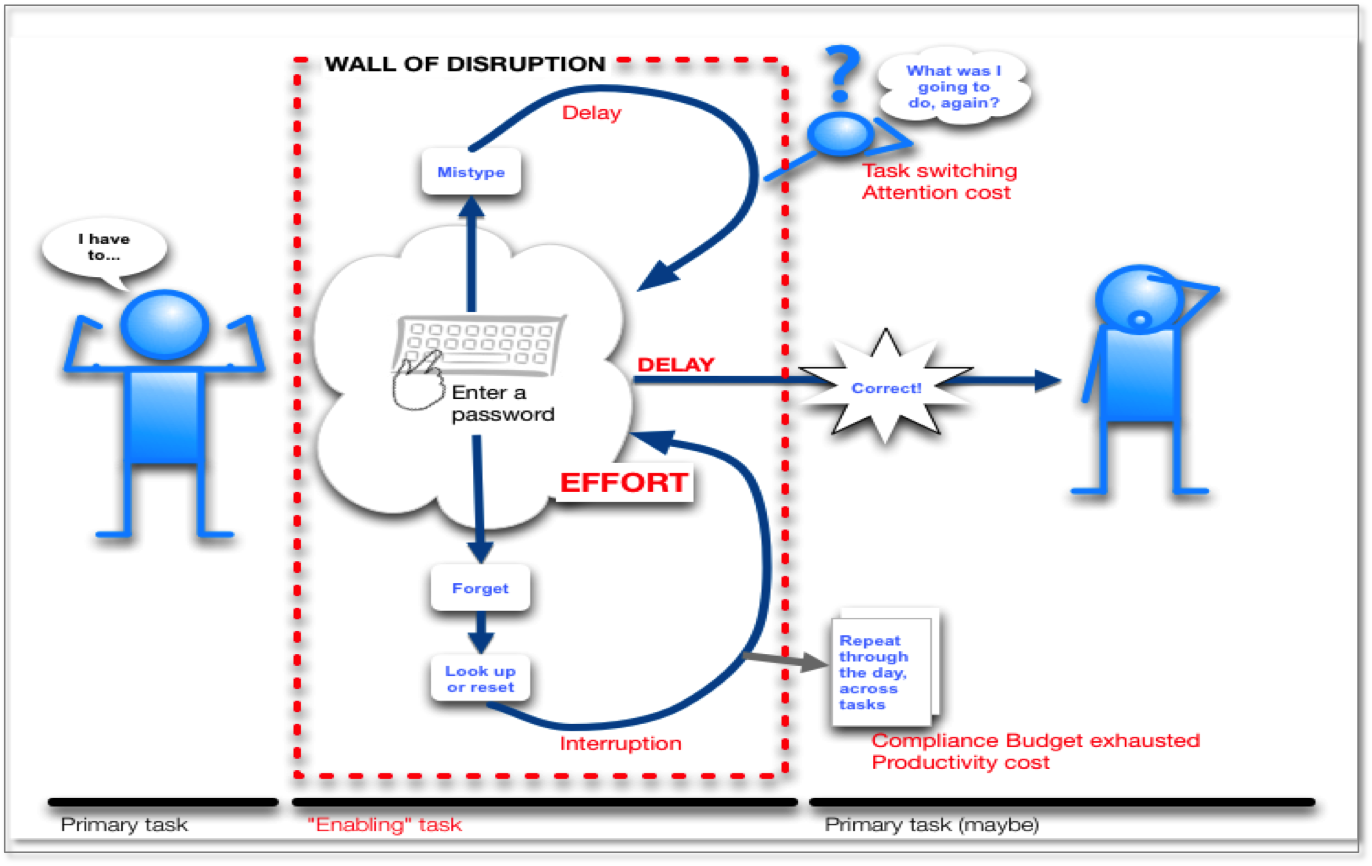 WALL OF DISRUPTION
?
What was I
going to
do, again?
Delay
Mistype
Task switching
Attention cost
I have
to...
DELAY
Correct!
Enter a
password
EFFORT
Forget
Look up
or reset
Repeat
through
the day,
across
tasks
Interruption
Compliance Budget exhausted
Productivity cost
Primary task
"Enabling" task
Primary task (maybe)